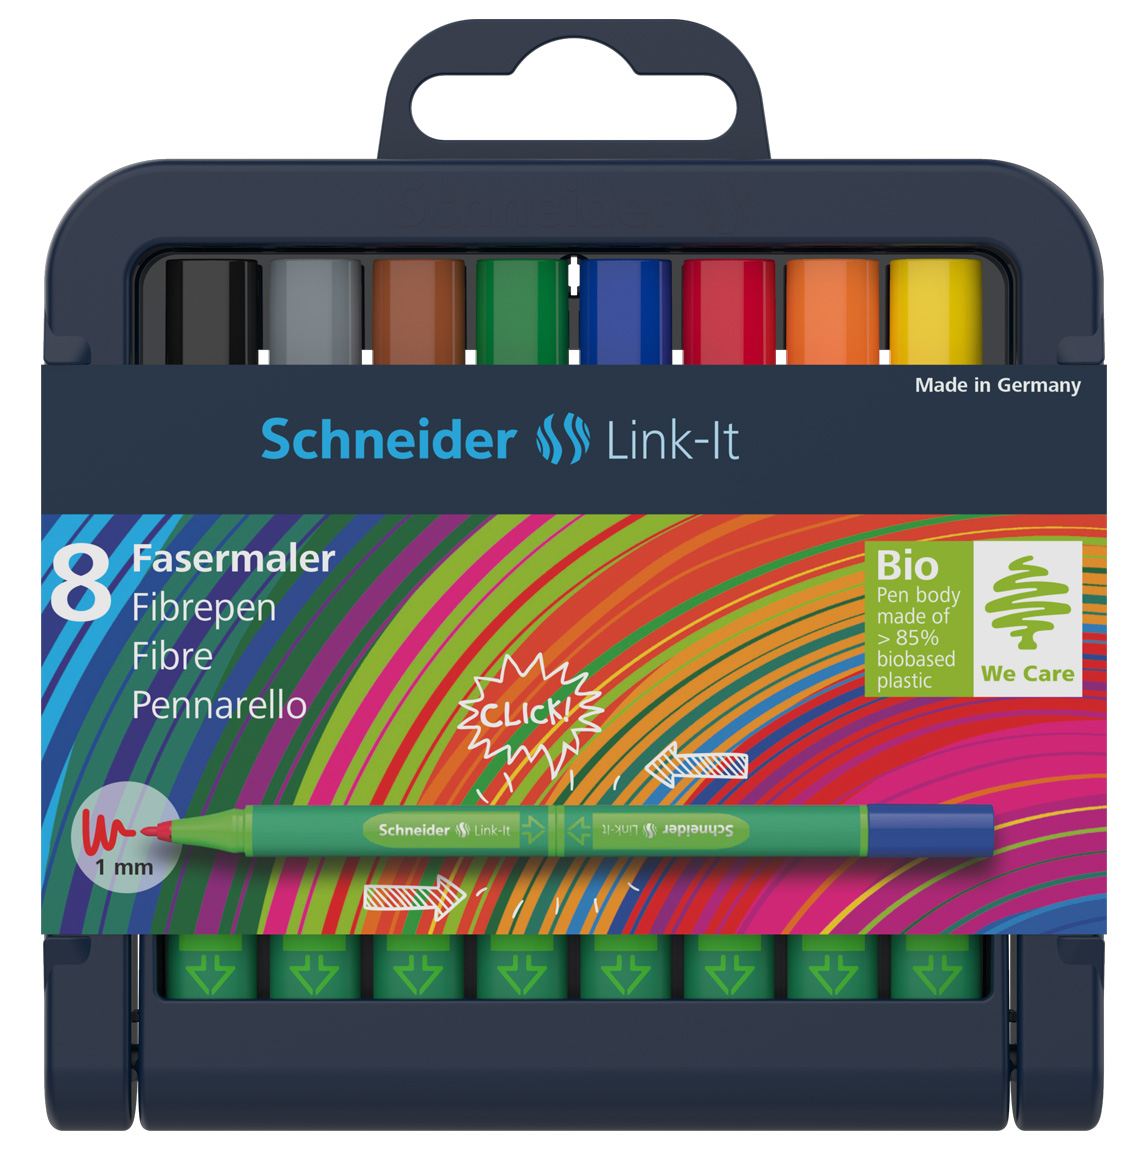 Schneider
Made in Germany
Schneider Link-It
8
Fasermaler
Fibrepen
Fibre
Pennarello
Bio
Pen body
made of
> 85%
biobased
plastic
We Care
CLICK!
Schneider Link-It
Schneider Link-It
1 mm